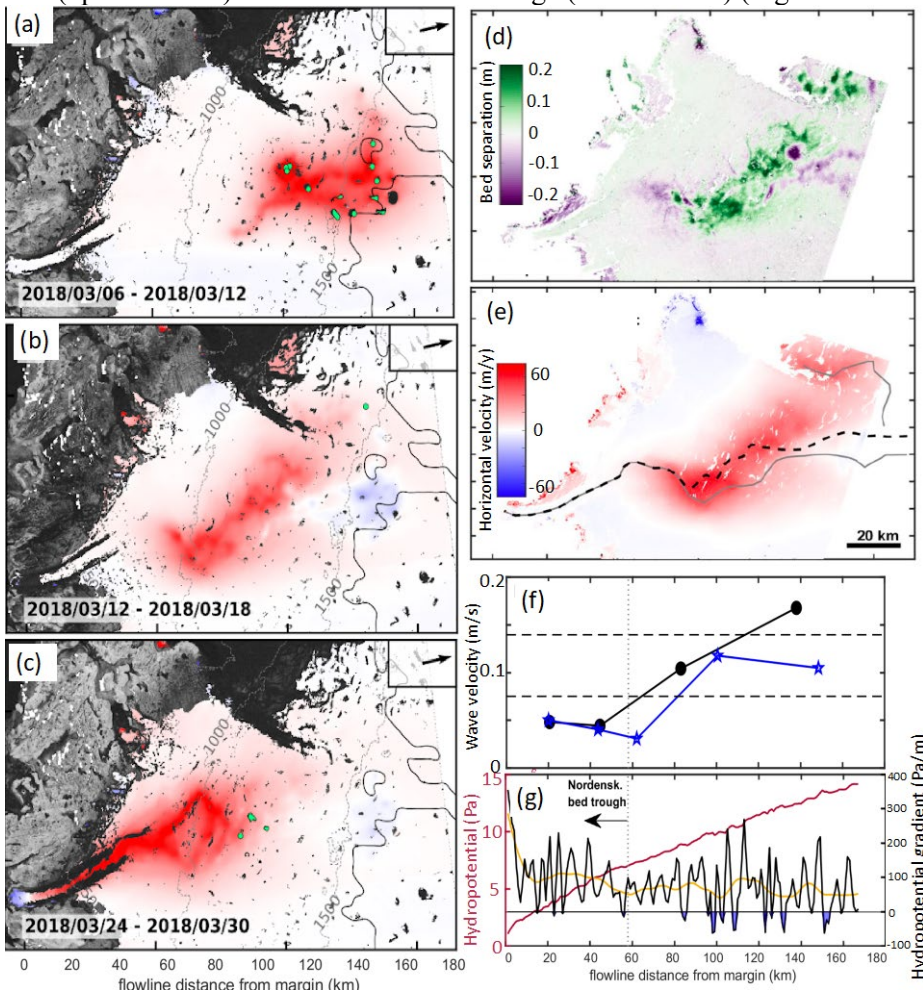 (a)
1000
1500
2018/03/06 - 2018/03/12
(b)
1000
1500
2018/03/12 - 2018/03/18
(c)
1000
1500
2018/03/24 - 2018/03/30
0 20 40 60 80 100 120 140 160 180
flowline distance from margin (km)
(d)
Bed separation (m)
0.2
0.1
0
-0.1
-0.2
(e)
Horizontal velocity (m/y)
60
0
-60
20 km
(f)
Wave velocity (m/s)
0.2
0.1
0
(g)
Hydropotential (Pa)
15
10
5
0
Nordensk.
bed trough
400
300
200
100
0
-100
Hydropotential gradient (Pa/m)
0 20 40 60 80 100 120 140 160 180
flowline distance from margin (km)